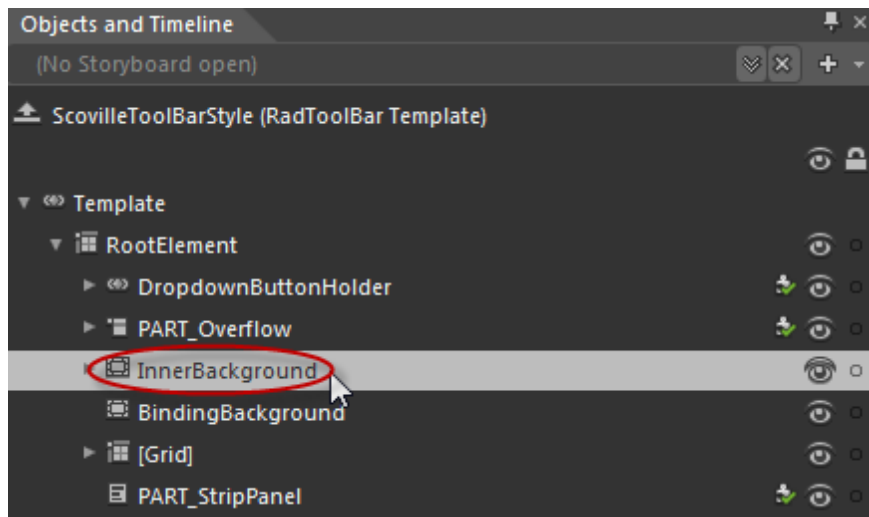 Objects and Timeline
(No Storyboard open)
ScovilleToolBarStyle (RadToolBar Template)
Template
RootElement
DropdownButtonHolder
PART_Overflow
InnerBackground
BindingBackground
[Grid]
PART_StripPanel